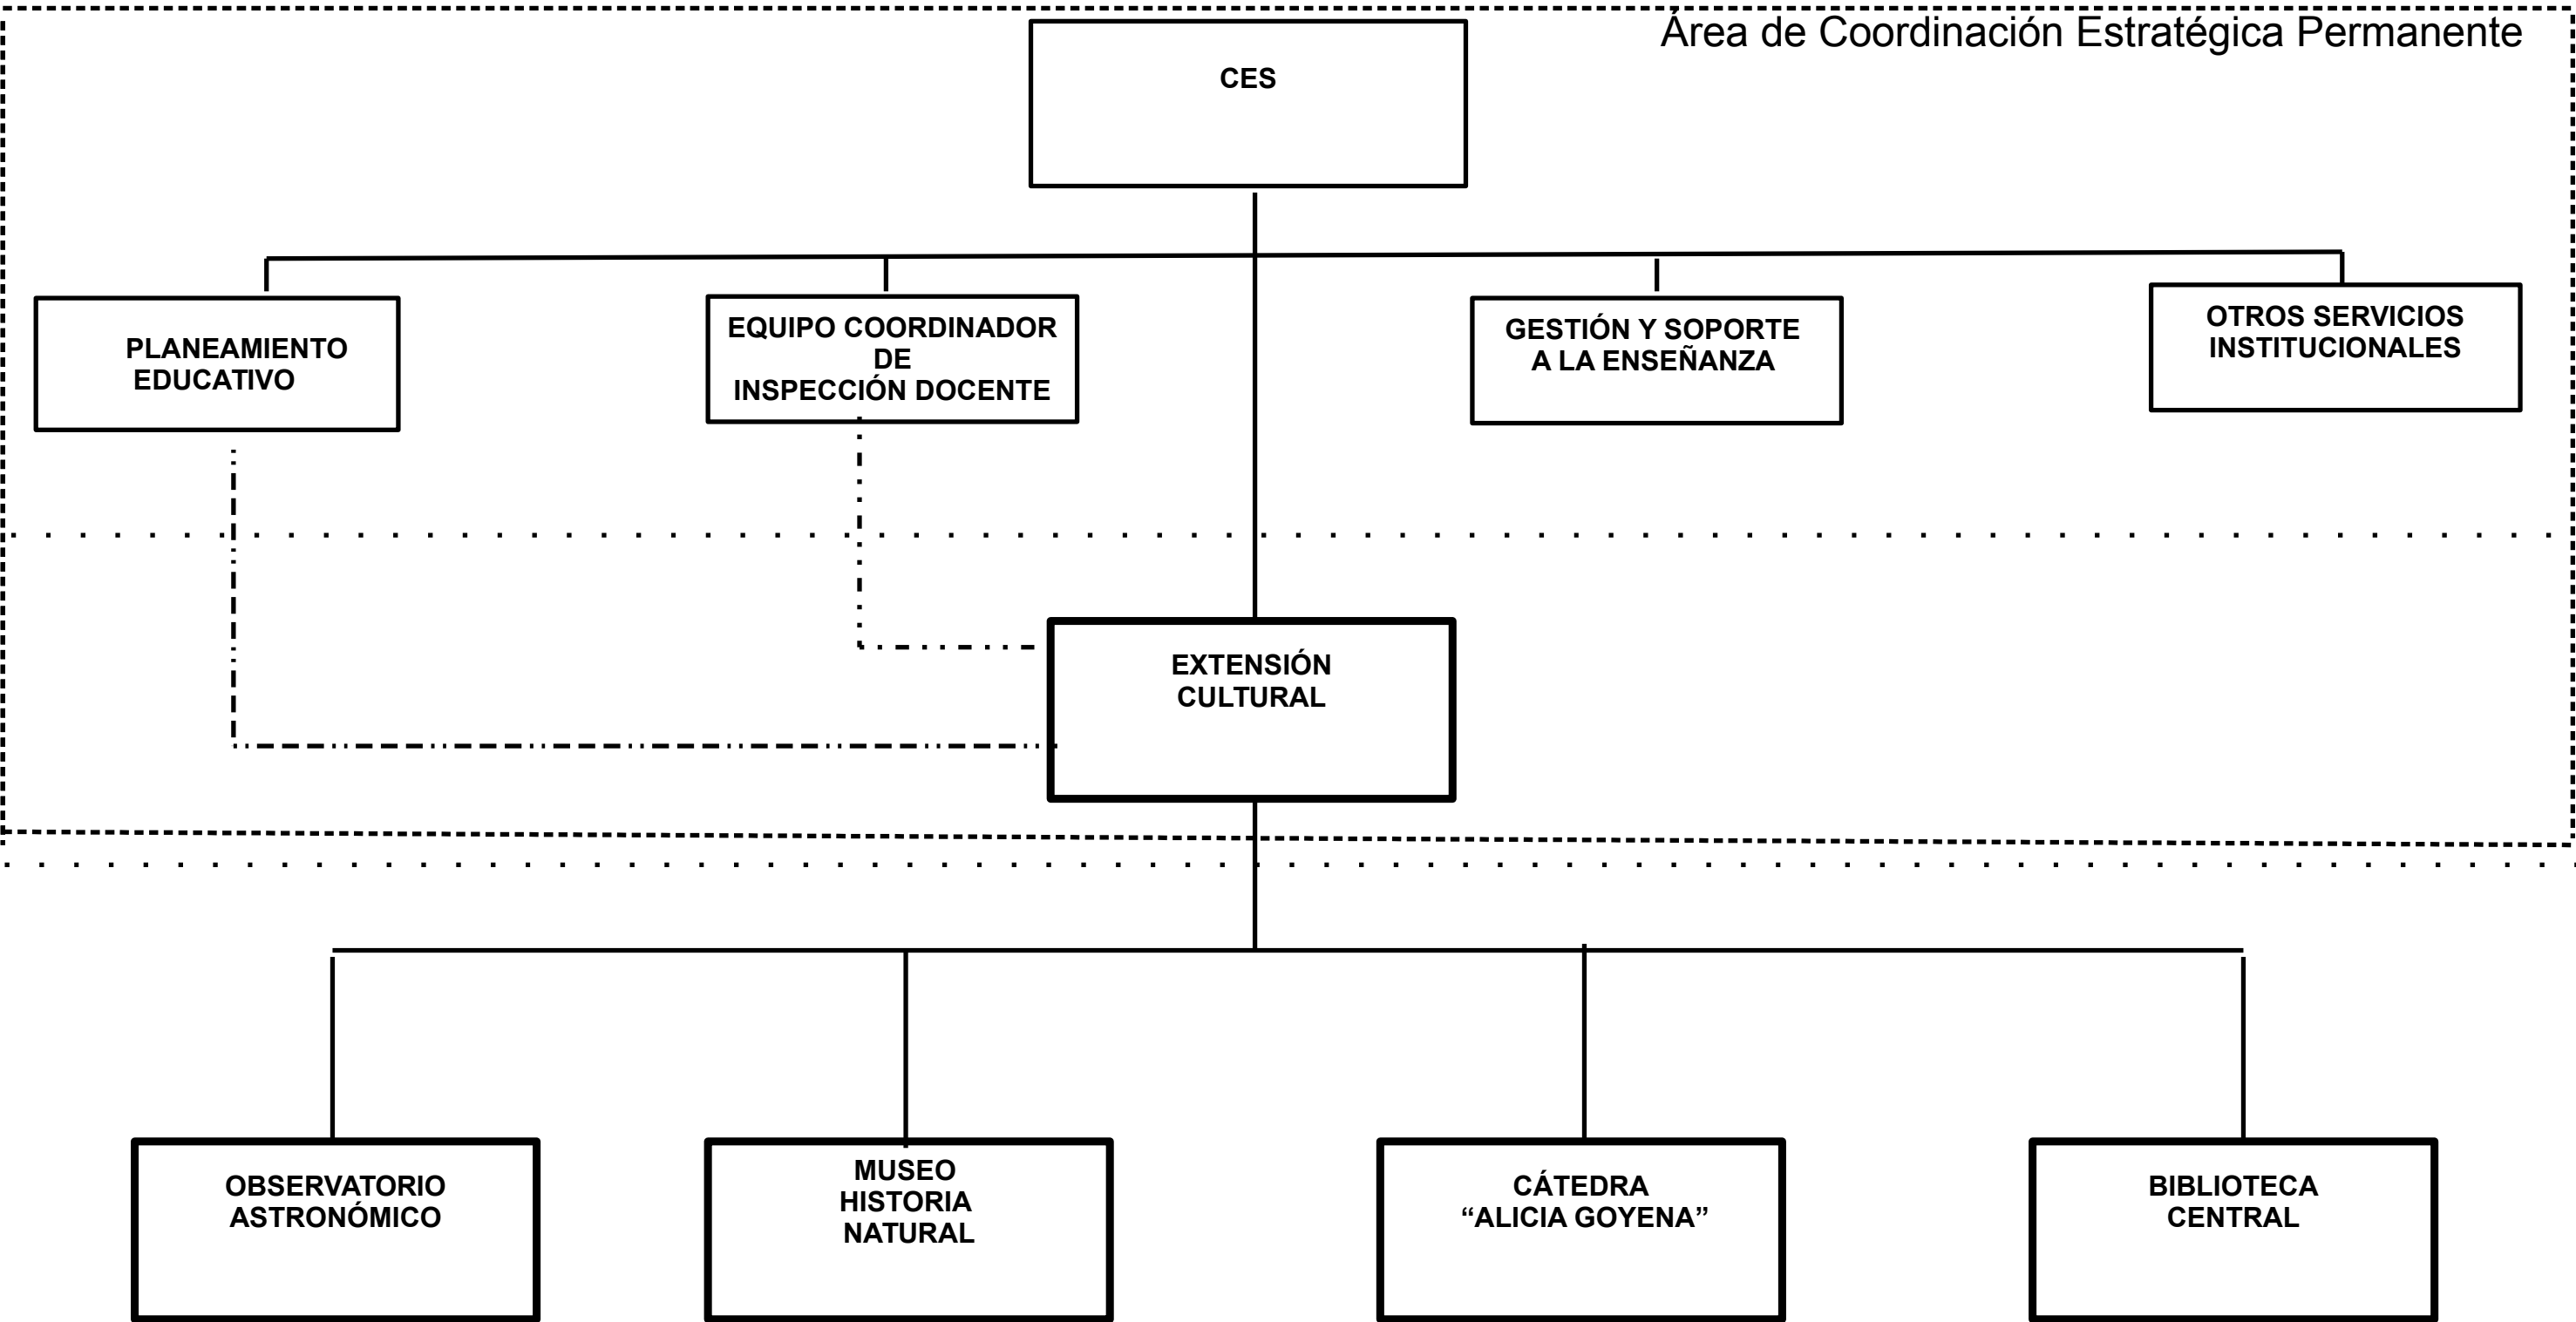 Área de Coordinación Estratégica Permanente
CES
PLANEAMIENTO
EDUCATIVO
EQUIPO COORDINADOR
DE
INSPECCIÓN DOCENTE
GESTIÓN Y SOPORTE
A LA ENSEÑANZA
OTROS SERVICIOS
INSTITUCIONALES
EXTENSIÓN
CULTURAL
OBSERVATORIO
ASTRONÓMICO
MUSEO
HISTORIA
NATURAL
CÁTEDRA
“ALICIA GOYENA”
BIBLIOTECA
CENTRAL